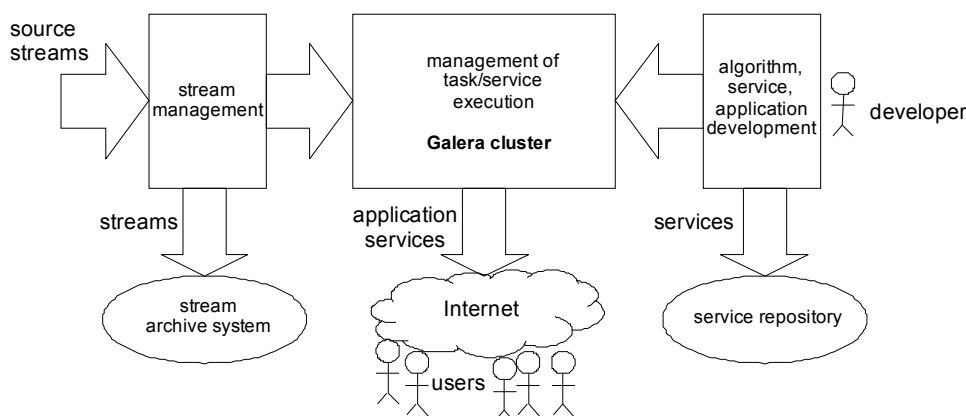 source
streams
stream
management
management of
task/service
execution
Galera cluster
algorithm,
service,
application
development
developer
streams
application
services
services
stream
archive system
Internet
service repository
users